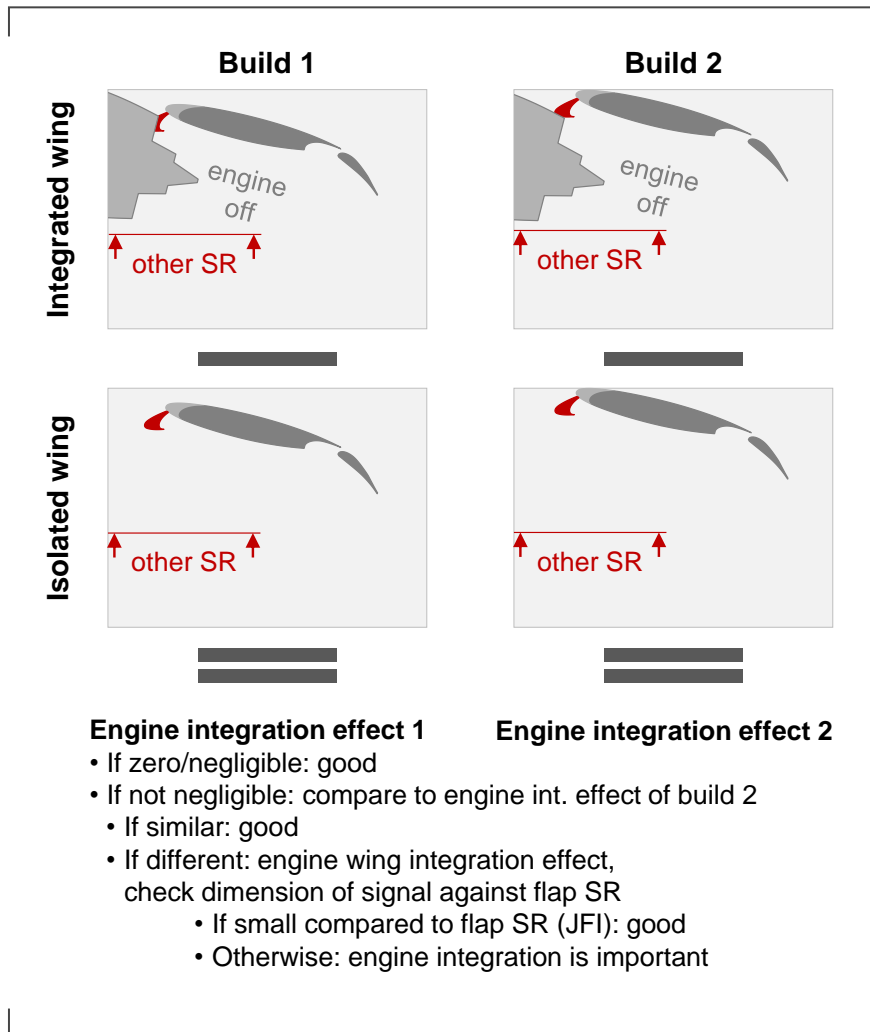 Build 1
Build 2
Integrated wing
engine
off
other SR
engine
off
other SR
Isolated wing
other SR
other SR
Engine integration effect 1
Engine integration effect 2
• If zero/negligible: good
• If not negligible: compare to engine int. effect of build 2
• If similar: good
• If different: engine wing integration effect,
check dimension of signal against flap SR
• If small compared to flap SR (JFI): good
• Otherwise: engine integration is important